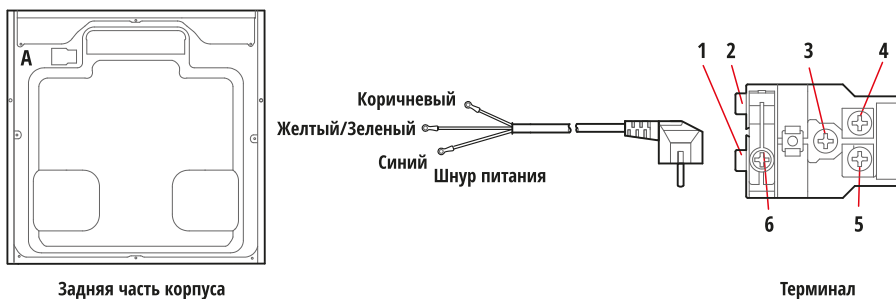 A
1 2 3 4
Коричневый
Желтый/Зеленый
Синий
Шнур питания
6 5
Задняя часть корпуса
Терминал